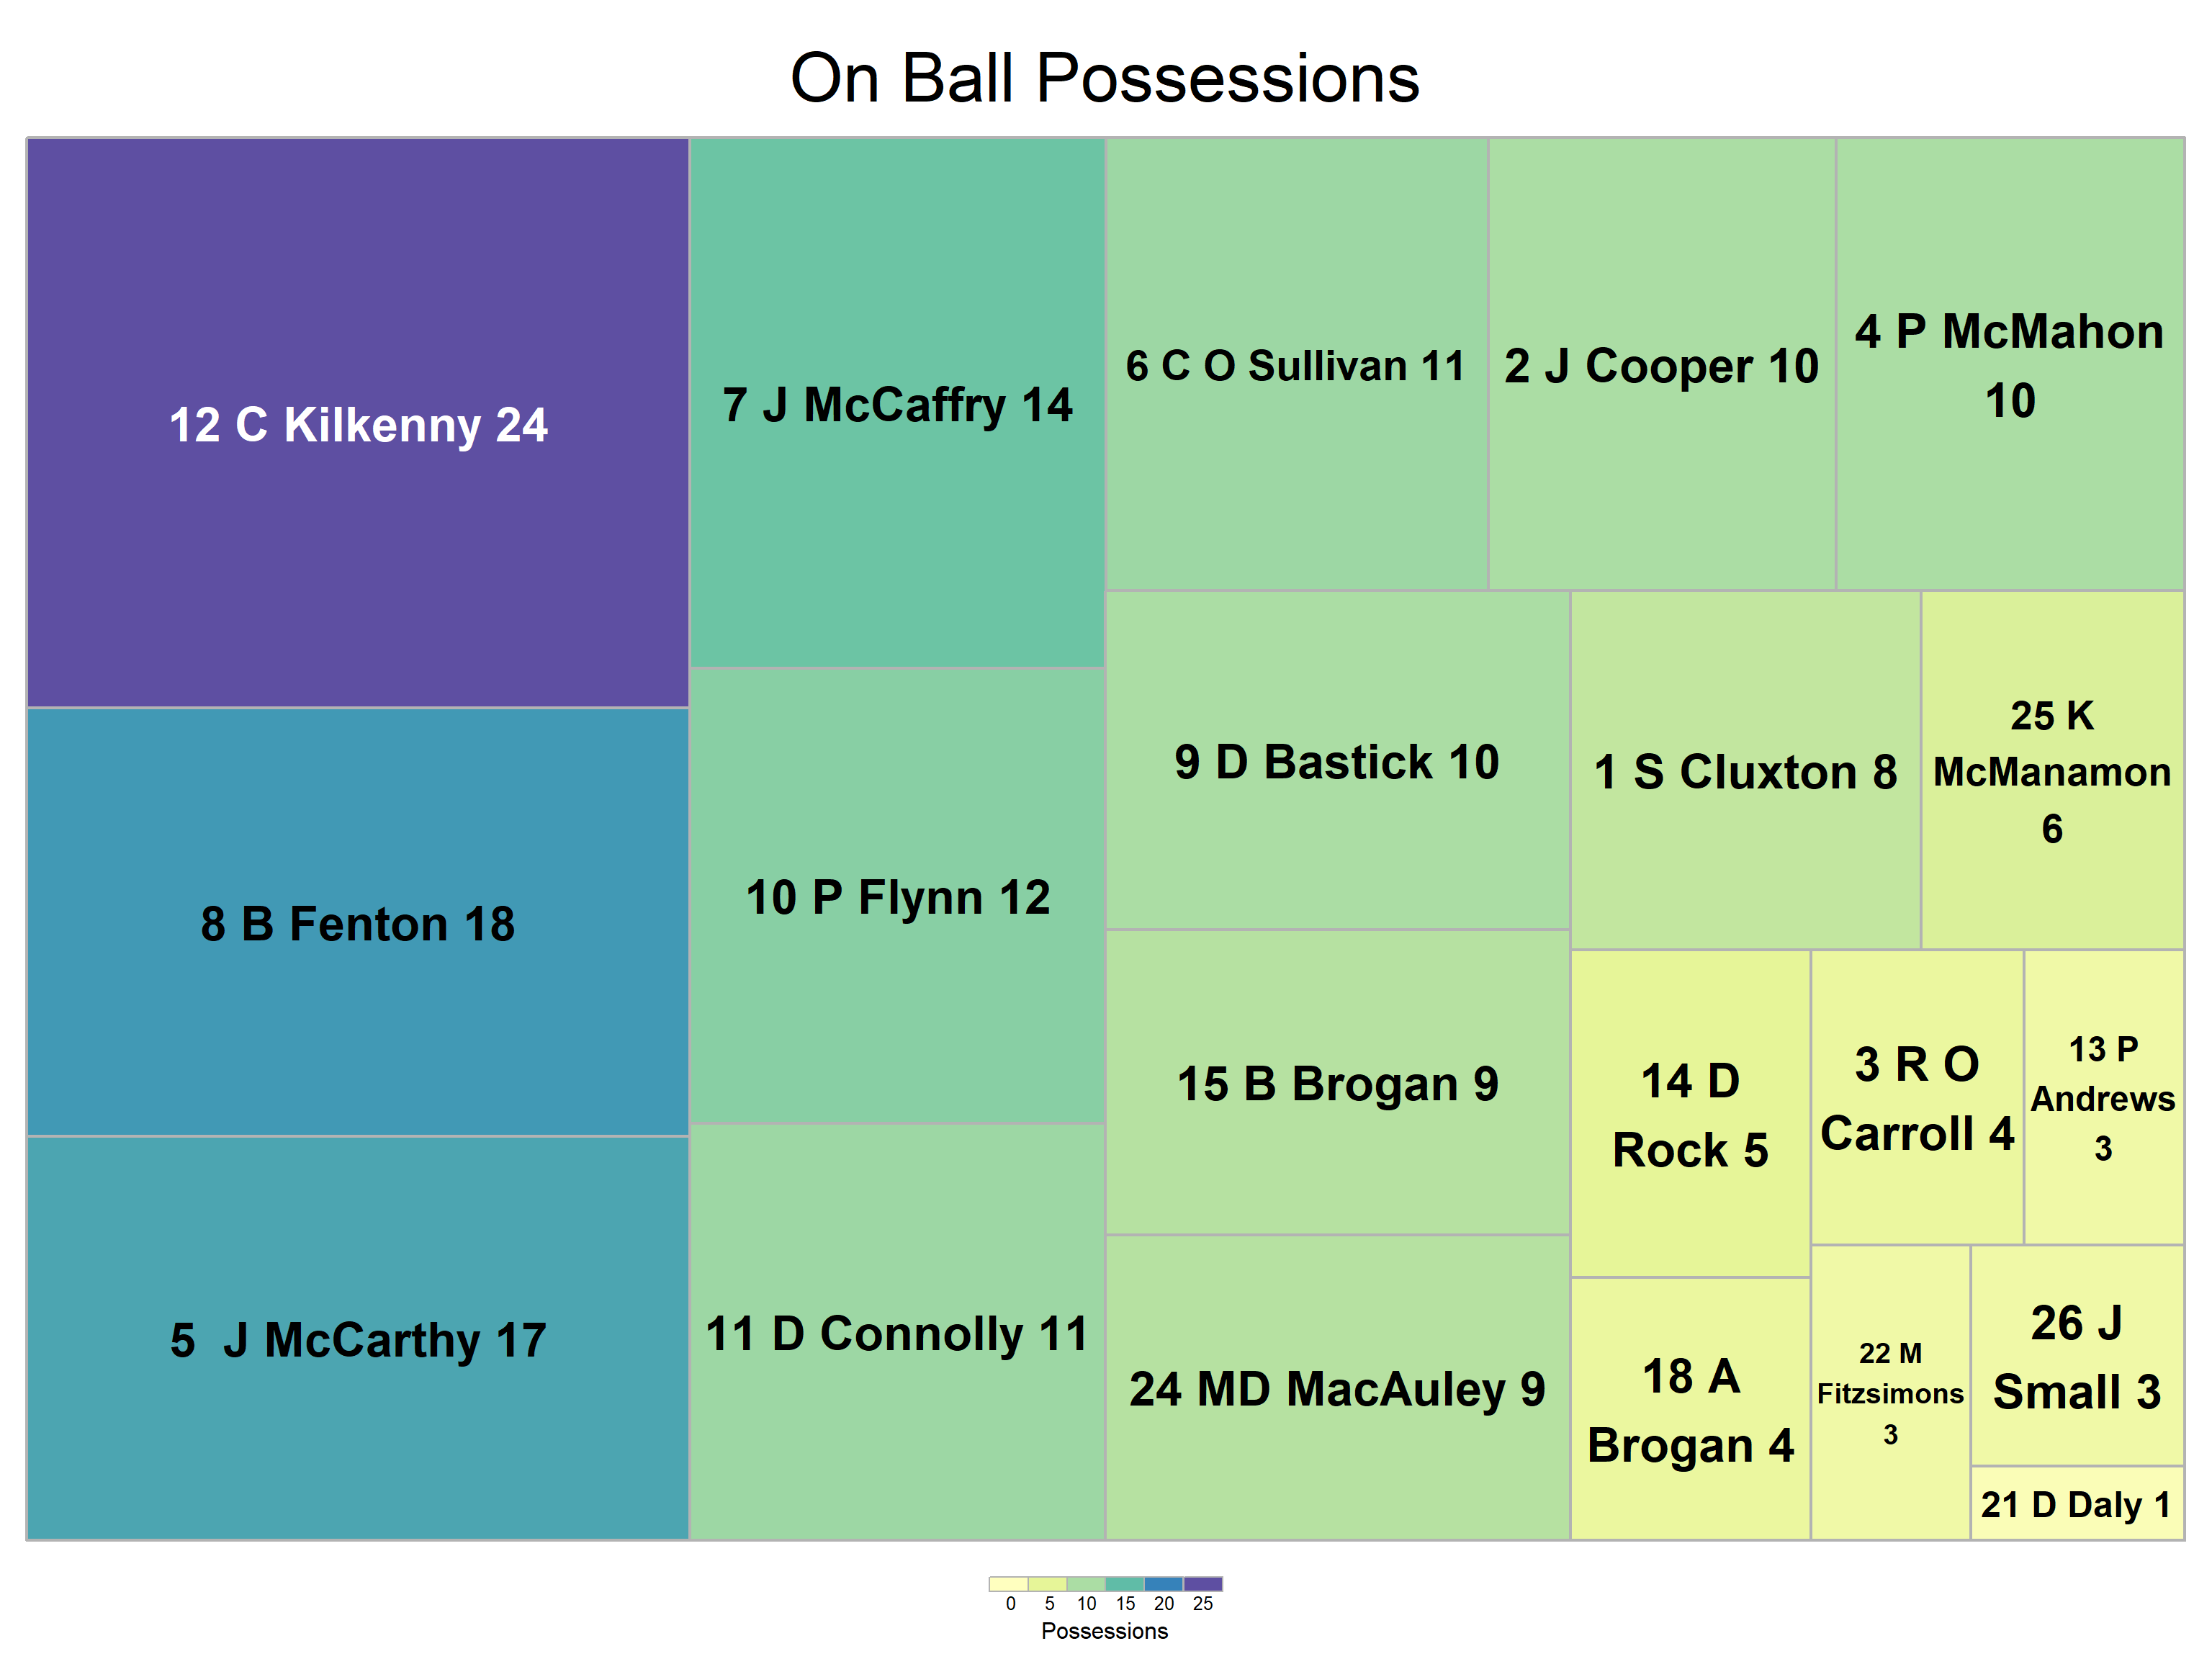 On Ball Possessions
12 C Kilkenny 24
8 B Fenton 18
5  J McCarthy 17
7 J McCaffry 14
10 P Flynn 12
11 D Connolly 11
6 C O Sullivan 11
2 J Cooper 10
4 P McMahon
10
9 D Bastick 10
15 B Brogan 9
24 MD MacAuley 9
1 S Cluxton 8
25 K
McManamon
6
14 D
Rock 5
18 A
Brogan 4
3 R O
Carroll 4
13 P
Andrews
3
22 M
Fitzsimons
3
26 J
Small 3
21 D Daly 1
0 5 10 15 20 25
Possessions